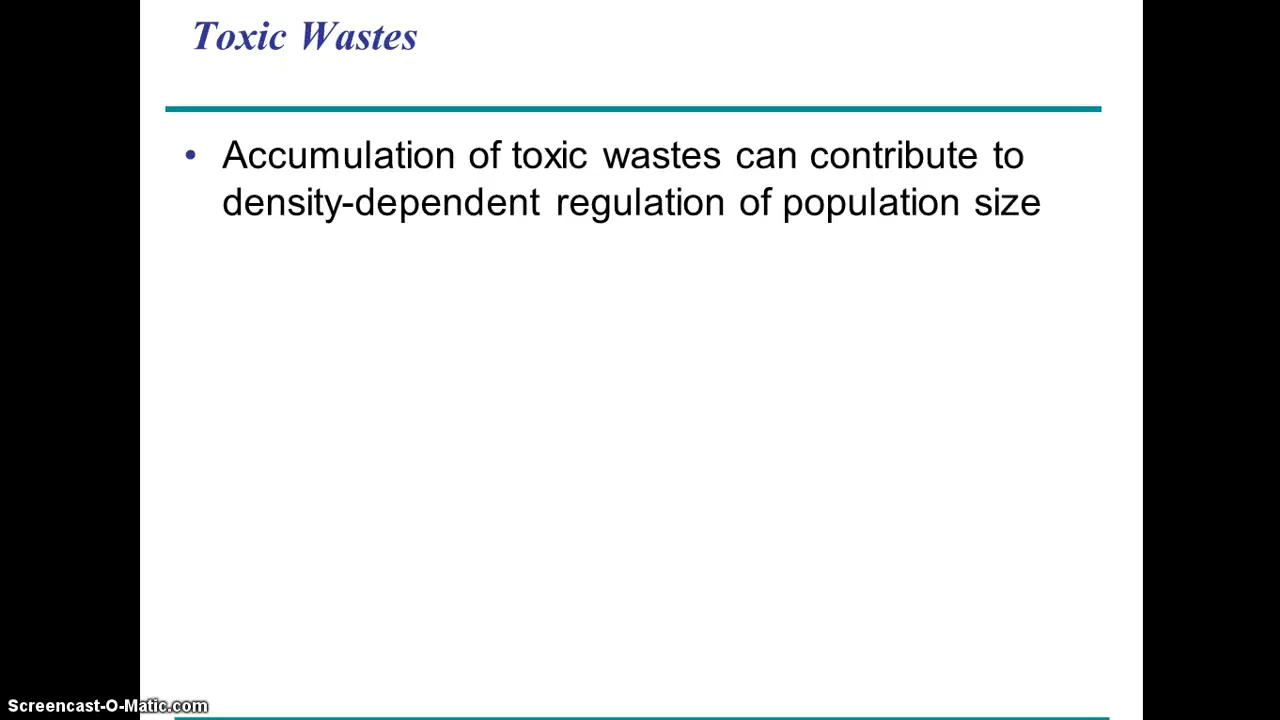 Toxic Wastes
• Accumulation of toxic wastes can contribute to
density-dependent regulation of population size
Screencast-O-Matic.com